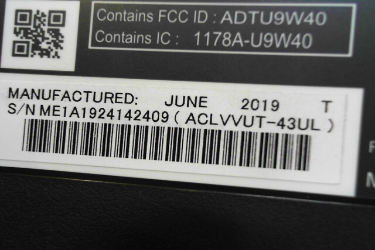 Contains FCC ID : ADTU9W40
Contains IC : 1178A-U9W40
MANUFACTURED: JUNE 2019 T
S/N ME1A1924142409 ( ACLVVUT-43UL )